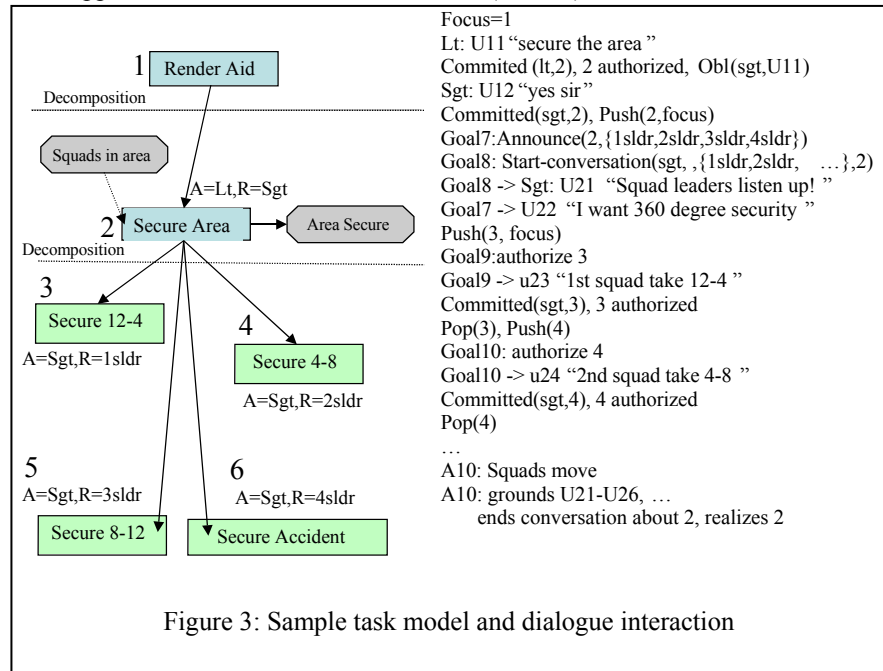 1
Render Aid
Decomposition
Squads in area
A=Lt,R=Sgt
2
Secure Area
Area Secure
Decomposition
3
Secure 12-4
A=Sgt,R=1sldr
4
Secure 4-8
A=Sgt,R=2sldr
5
A=Sgt,R=3sldr
Secure 8-12
6
A=Sgt,R=4sldr
Secure Accident
Focus=1
Lt: U11 “secure the area ”
Commited (lt,2), 2 authorized, Obl(sgt,U11)
Sgt: U12 “yes sir”
Committed(sgt,2), Push(2,focus)
Goal7:Announce(2,{1sldr,2sldr,3sldr,4sldr})
Goal8: Start-conversation(sgt, ,{1sldr,2sldr, …},2)
Goal8 -> Sgt: U21 “Squad leaders listen up! ”
Goal7 -> U22 “I want 360 degree security ”
Push(3, focus)
Goal9:authorize 3
Goal9 -> u23 “1st squad take 12-4 ”
Committed(sgt,3), 3 authorized
Pop(3), Push(4)
Goal10: authorize 4
Goal10 -> u24 “2nd squad take 4-8 ”
Committed(sgt,4), 4 authorized
Pop(4)
…
A10: Squads move
A10: grounds U21-U26, …
ends conversation about 2, realizes 2
Figure 3: Sample task model and dialogue interaction